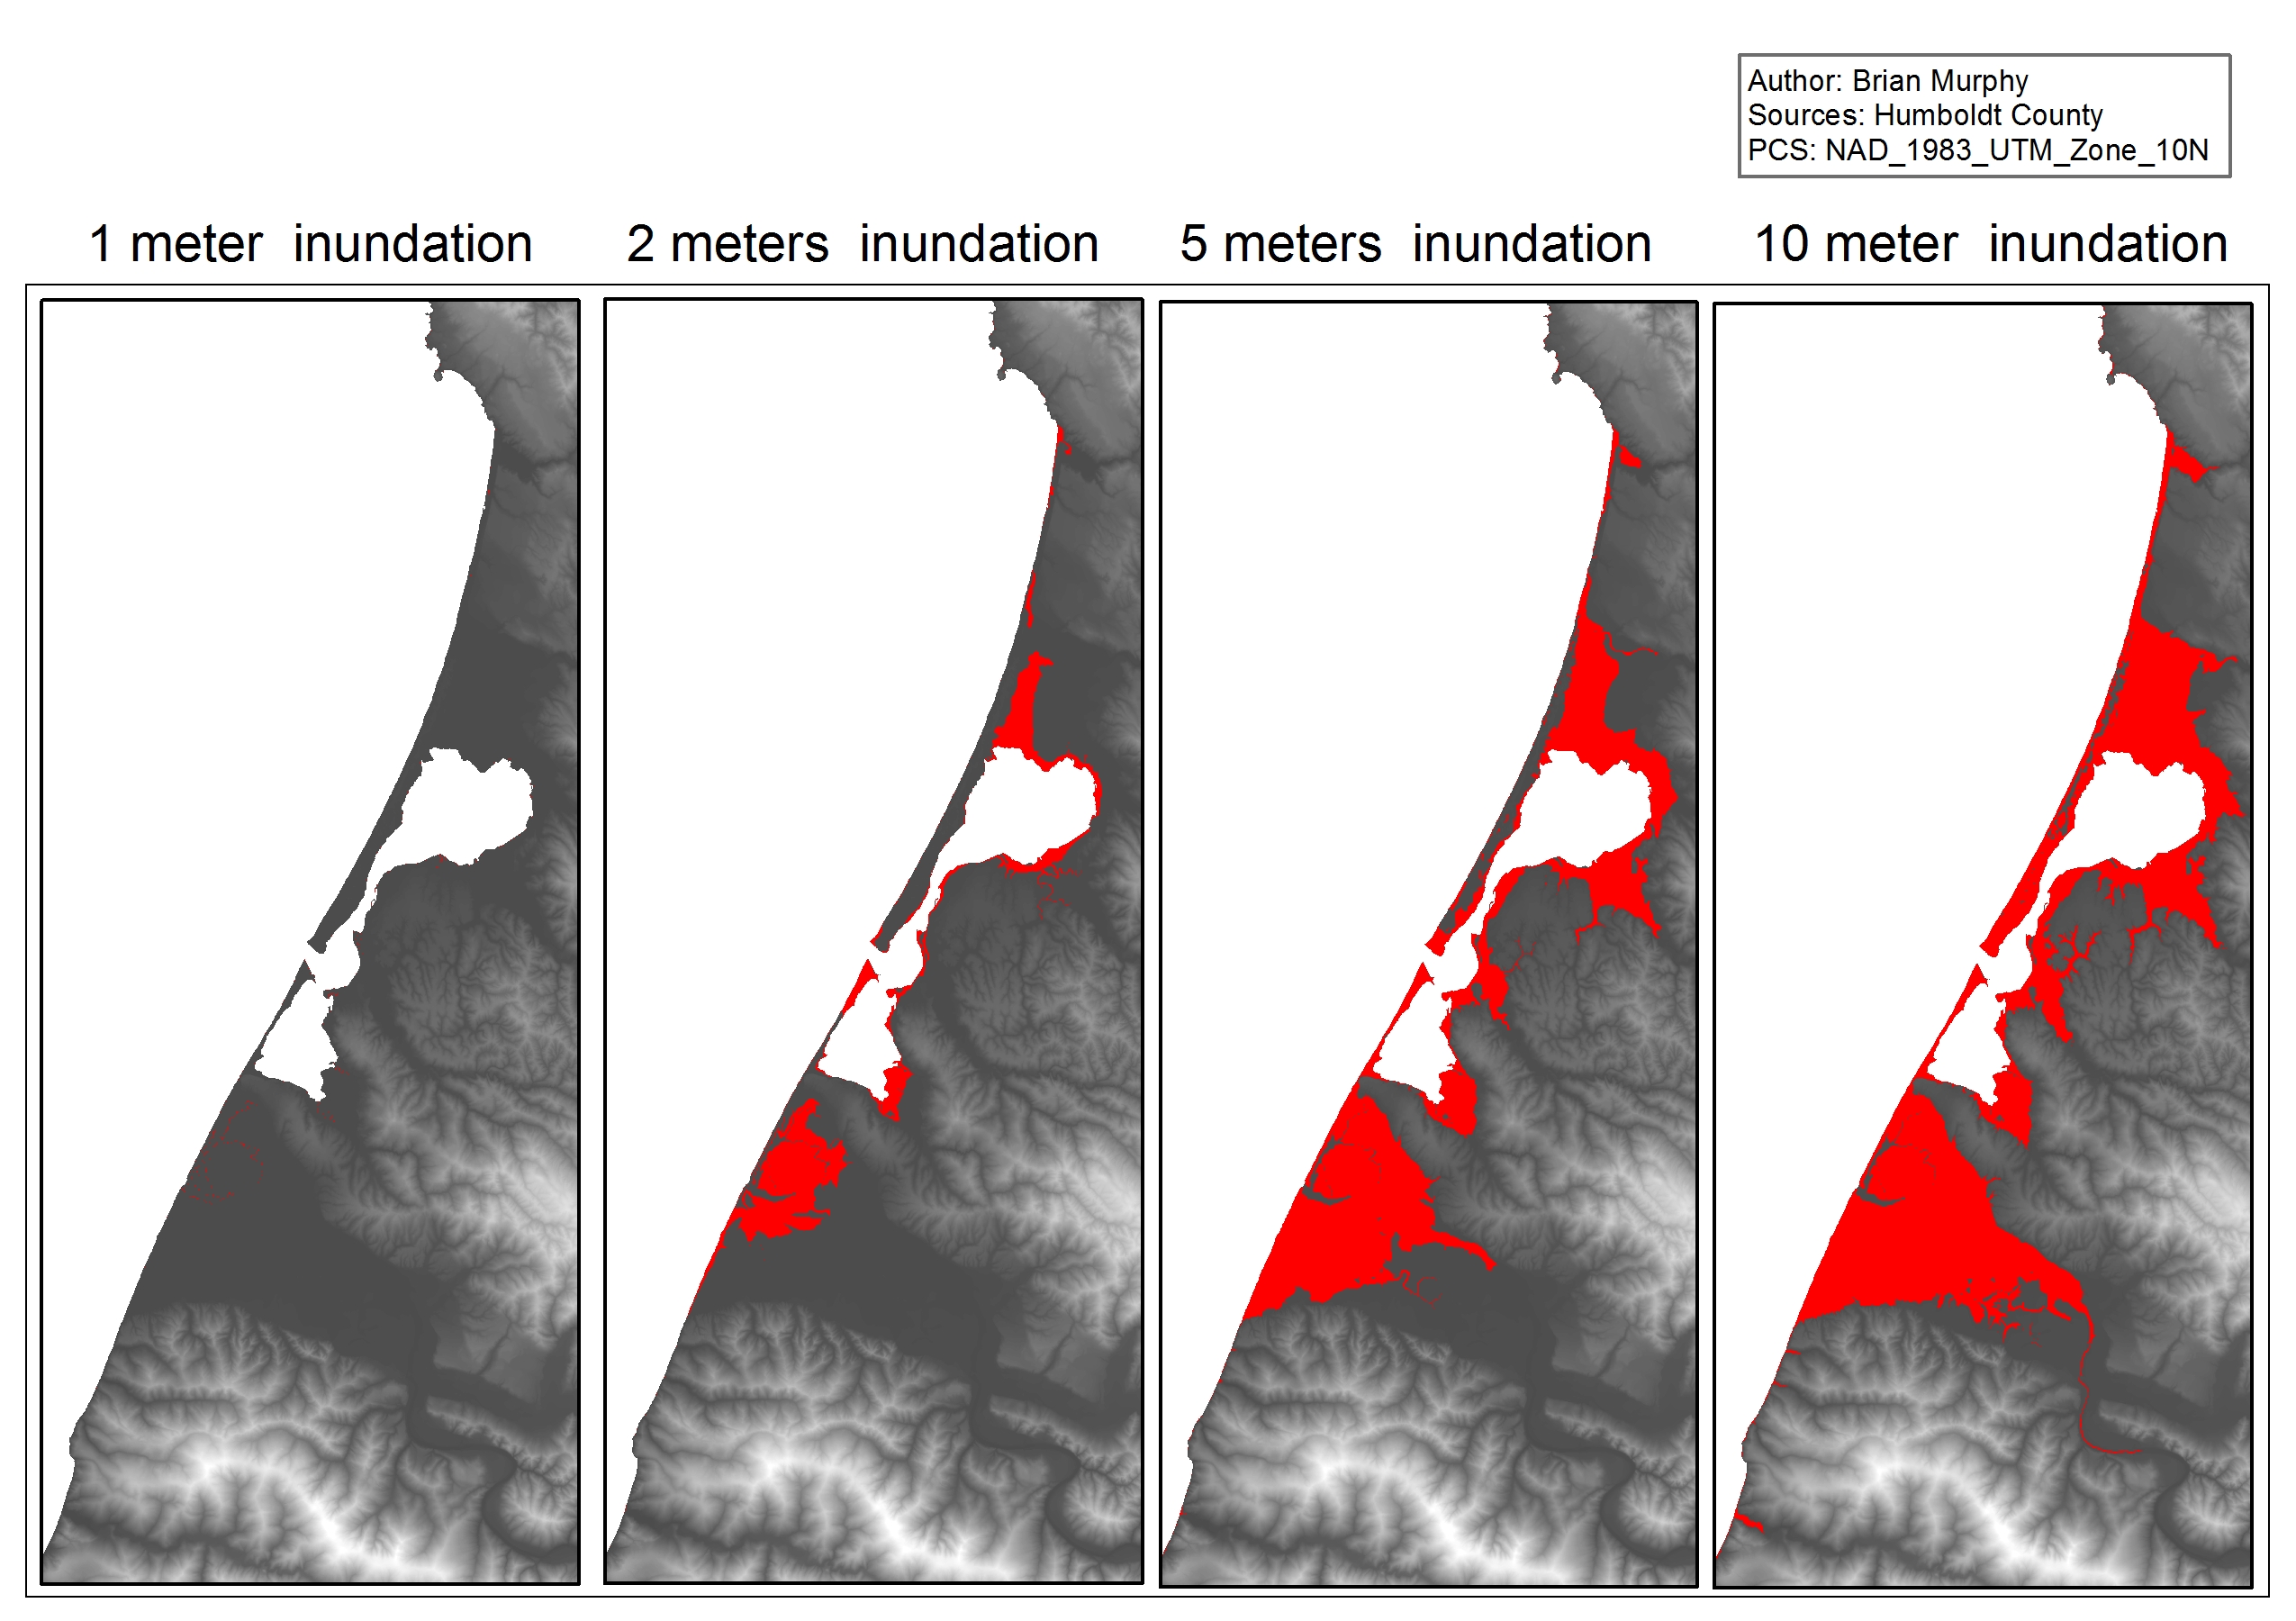 Author: Brian Murphy
Sources: Humboldt County
PCS: NAD_1983_UTM_Zone_10N
1 meter inundation
2 meters inundation
5 meters inundation
10 meter inundation